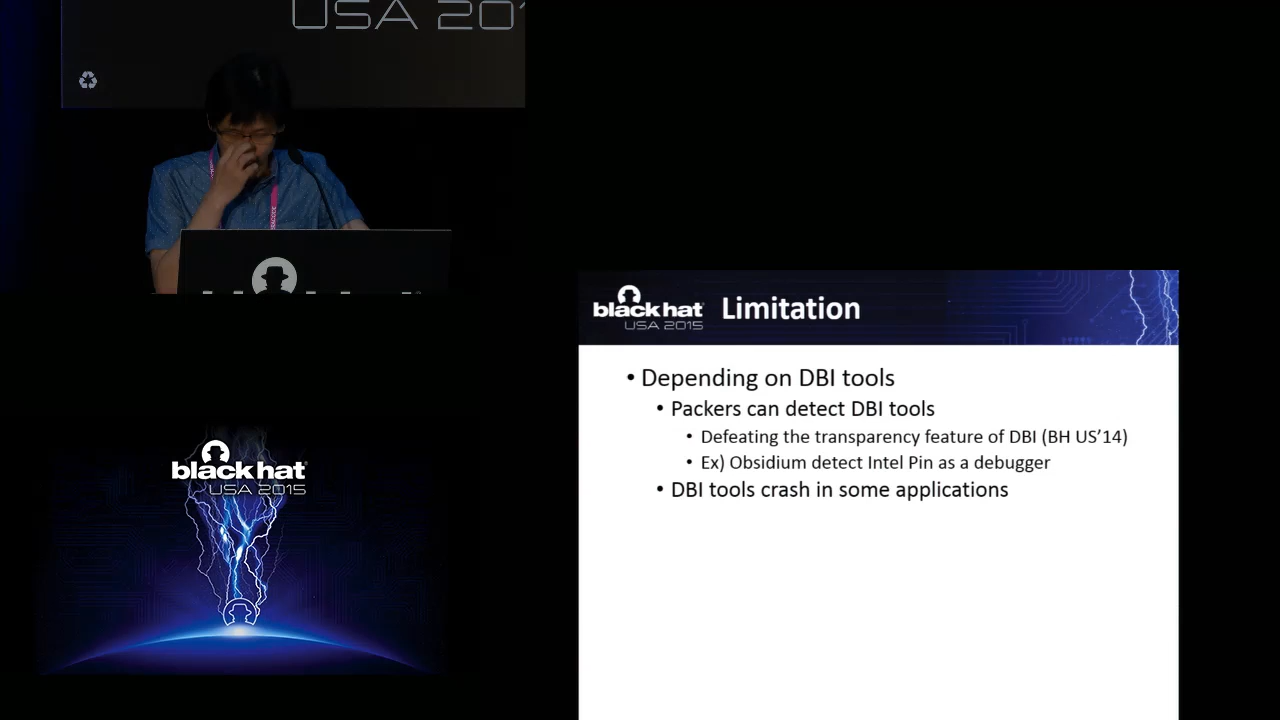 USA 20
black hat
USA 2015
Limitation
• Depending on DBI tools
• Packers can detect DBI tools
• Defeating the transparency feature of DBI (BH US’14)
• Ex) Obsidium detect Intel Pin as a debugger
• DBI tools crash in some applications
black hat
USA 2015